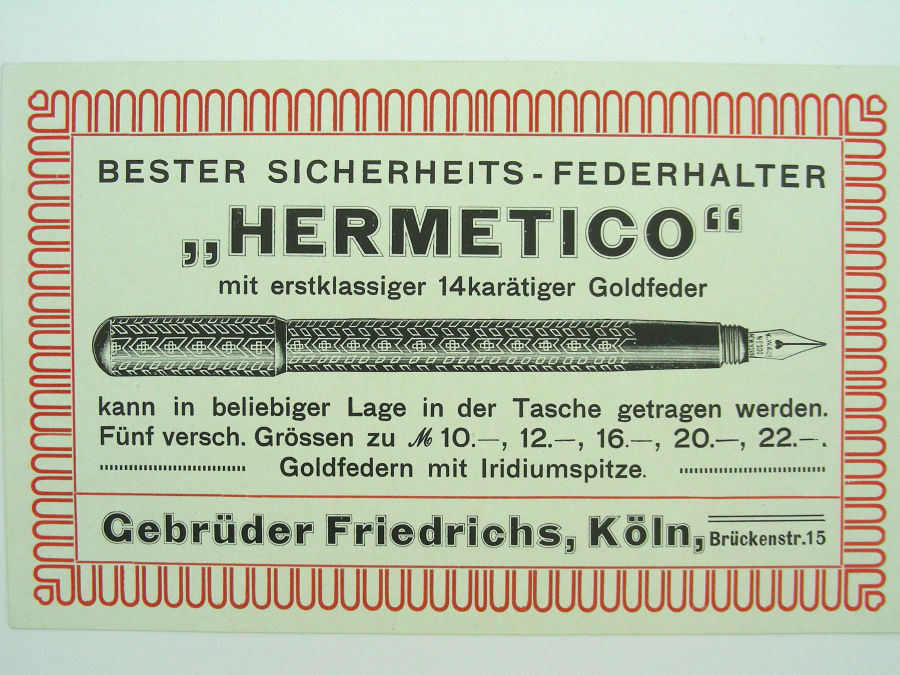 BESTER SICHERHEITS-FEDERHALTER
„HERMETICO“
mit erstklassiger 14karätiger Goldfeder
kann in beliebiger Lage in der Tasche getragen werden.
Fünf versch. Grössen zu ℳ 10.—, 12.—, 16.—, 20.—, 22.—.
Goldfedern mit Iridiumspitze.
Gebrüder Friedrichs, Köln, Brückenstr.15